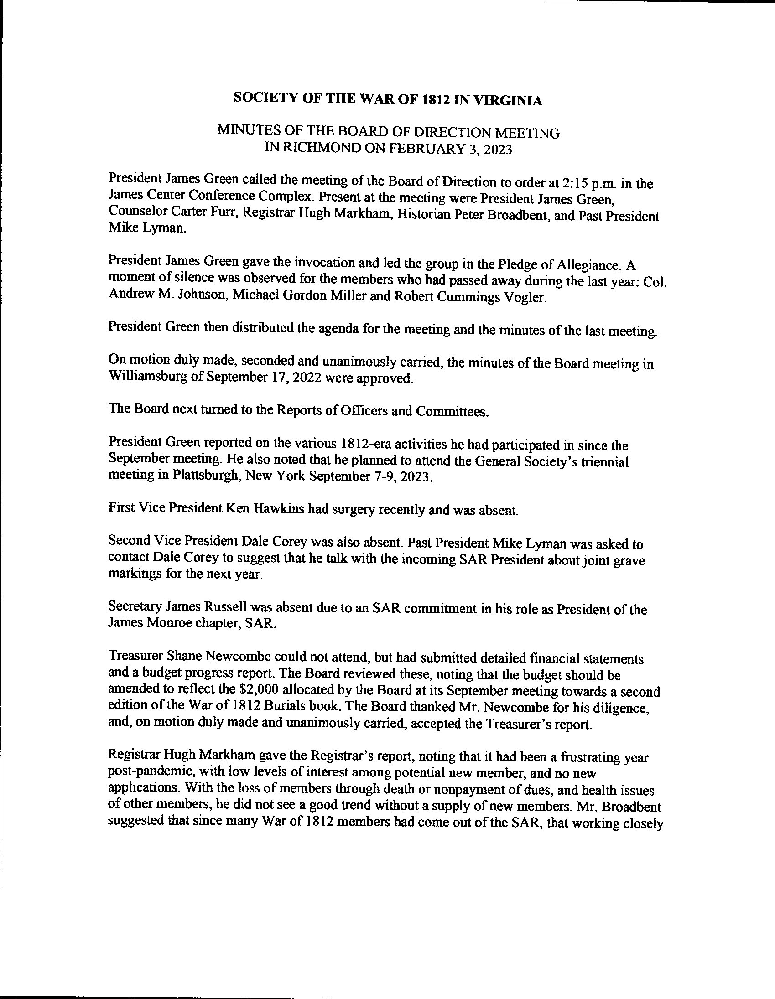 SOCIETY OF THE WAR OF 1812 IN VIRGINIA
MINUTES OF THE BOARD OF DIRECTION MEETING
IN RICHMOND ON FEBRUARY 3, 2023
President James Green called the meeting of the Board of Direction to order at 2:15 p.m. in the
James Center Conference Complex. Present at the meeting were President James Green,
Counselor Carter Furr, Registrar Hugh Markham, Historian Peter Broadbent, and Past President
Mike Lyman.
President James Green gave the invocation and led the group in the Pledge of Allegiance. A
moment of silence was observed for the members who had passed away during the last year: Col.
Andrew M. Johnson, Michael Gordon Miller and Robert Cummings Vogler.
President Green then distributed the agenda for the meeting and the minutes of the last meeting.
On motion duly made, seconded and unanimously carried, the minutes of the Board meeting in
Williamsburg of September 17, 2022 were approved.
The Board next turned to the Reports of Officers and Committees.
President Green reported on the various 1812-era activities he had participated in since the
September meeting. He also noted that he planned to attend the General Society's triennial
meeting in Plattsburgh, New York September 7-9, 2023.
First Vice President Ken Hawkins had surgery recently and was absent.
Second Vice President Dale Corey was also absent. Past President Mike Lyman was asked to
contact Dale Corey to suggest that he talk with the incoming SAR President about joint grave
markings for the next year.
Secretary James Russell was absent due to an SAR commitment in his role as President of the
James Monroe chapter, SAR.
Treasurer Shane Newcombe could not attend, but had submitted detailed financial statements
and a budget progress report. The Board reviewed these, noting that the budget should be
amended to reflect the $2,000 allocated by the Board at its September meeting towards a second
edition of the War of 1812 Burials book. The Board thanked Mr. Newcombe for his diligence,
and, on motion duly made and unanimously carried, accepted the Treasurer's report.
Registrar Hugh Markham gave the Registrar's report, noting that it had been a frustrating year
post-pandemic, with low levels of interest among potential new member, and no new
applications. With the loss of members through death or nonpayment of dues, and health issues
of other members, he did not see a good trend without a supply of new members. Mr. Broadbent
suggested that since many War of 1812 members had come out of the SAR, that working closely